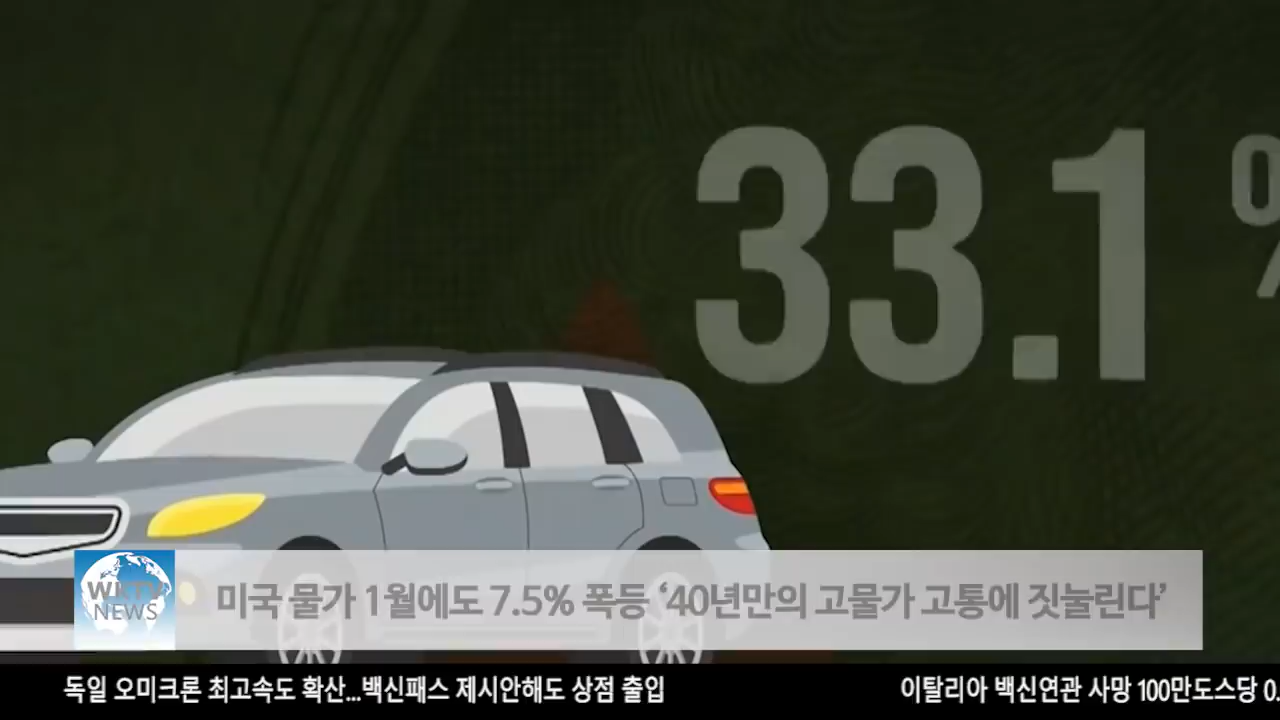 33.1%
WKTV
NEWS
미국 물가 1월에도 7.5% 폭등 ‘40년만의 고물가 고통에 짓눌린다’
독일 오미크론 최고속도 확산...백신패스 제시안해도 상점 출입
이탈리아 백신연관 사망 100만도스당 0.